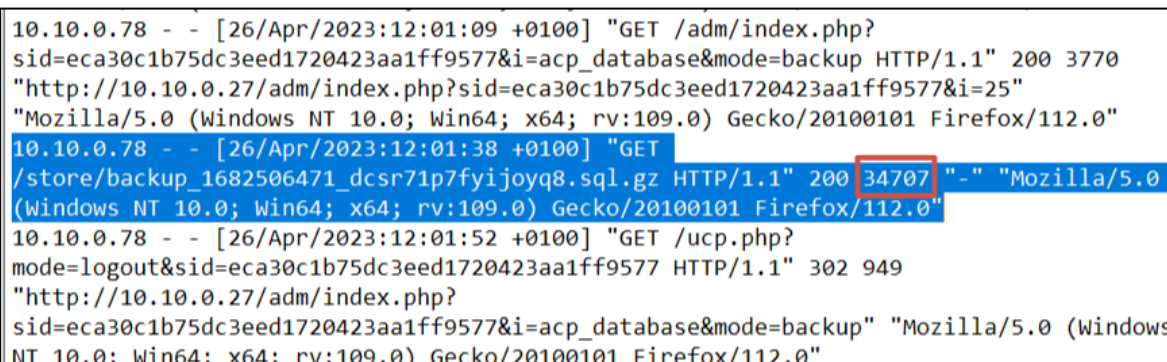 10.10.0.78 - - [26/Apr/2023:12:01:09 +0100] "GET /adm/index.php?
sid=eca30c1b75dc3eed1720423aa1ff9577&i=acp_database&mode=backup HTTP/1.1" 200 3770
"http://10.10.0.27/adm/index.php?sid=eca30c1b75dc3eed1720423aa1ff9577&i=25"
"Mozilla/5.0 (Windows NT 10.0; Win64; x64; rv:109.0) Gecko/20100101 Firefox/112.0"
10.10.0.78 - - [26/Apr/2023:12:01:38 +0100] "GET
/store/backup_1682506471_dcsr71p7fyijoyq8.sql.gz HTTP/1.1" 200 34707 "-" "Mozilla/5.0
(Windows NT 10.0; Win64; x64; rv:109.0) Gecko/20100101 Firefox/112.0"
10.10.0.78 - - [26/Apr/2023:12:01:52 +0100] "GET /ucp.php?
mode=logout&sid=eca30c1b75dc3eed1720423aa1ff9577 HTTP/1.1" 302 949
"http://10.10.0.27/adm/index.php?
sid=eca30c1b75dc3eed1720423aa1ff9577&i=acp_database&mode=backup" "Mozilla/5.0 (Windows
NT 10.0; Win64; x64; rv:109.0) Gecko/20100101 Firefox/112.0"